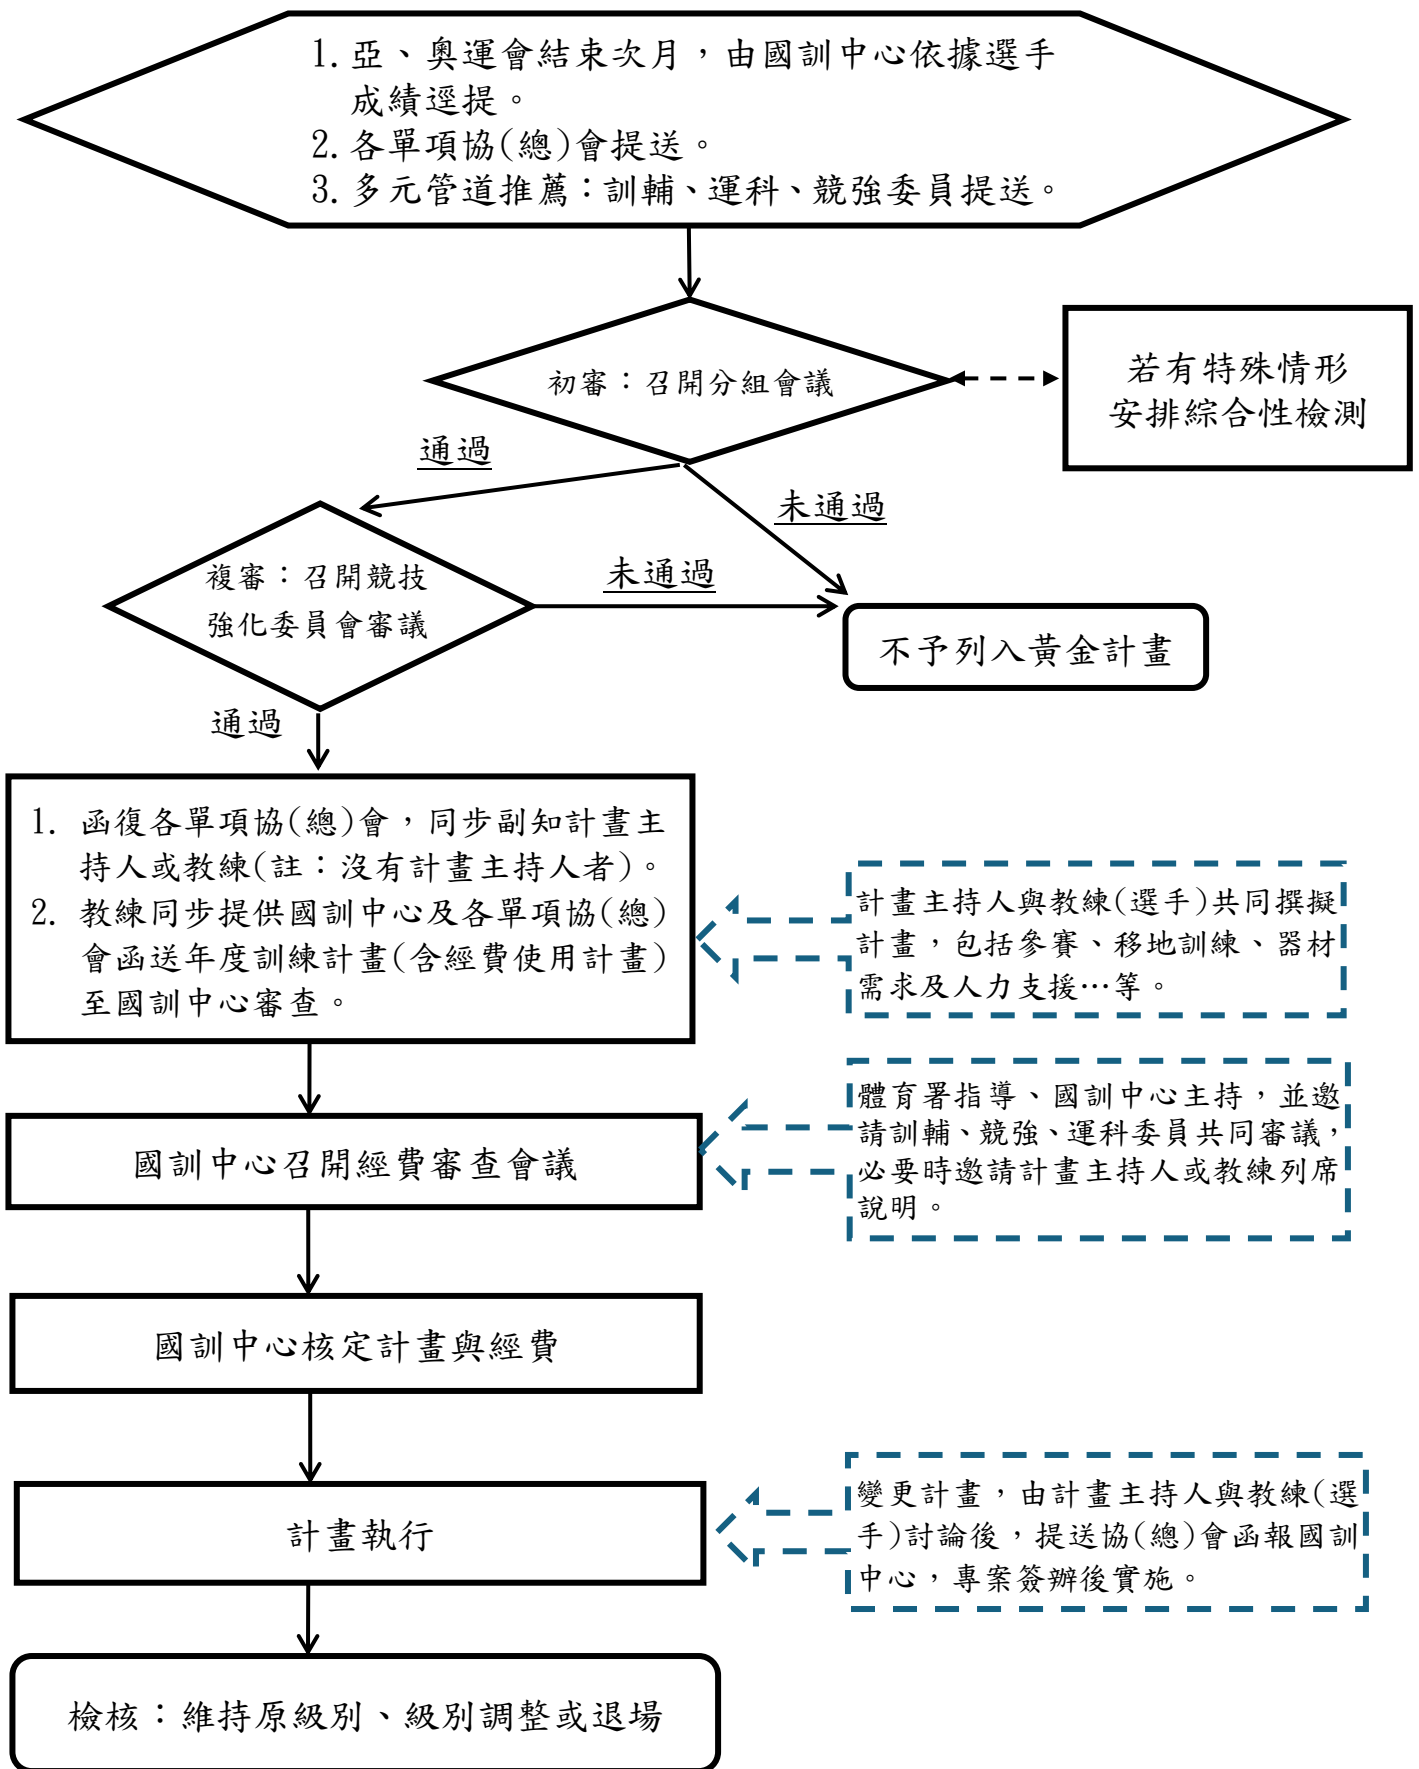 1. 亞、奧運會結束次月，由國訓中心依據選手
成績逕提。
2. 各單項協(總)會提送。
3. 多元管道推薦：訓輔、運科、競強委員提送。
初審：召開分組會議
若有特殊情形
安排綜合性檢測
通過
未通過
複審：召開競技
強化委員會審議
未通過
不予列入黃金計畫
通過
1. 函復各單項協(總)會，同步副知計畫主
持人或教練(註：沒有計畫主持人者)。
2. 教練同步提供國訓中心及各單項協(總)
會函送年度訓練計畫(含經費使用計畫)
至國訓中心審查。
計畫主持人與教練(選手)共同撰擬
計畫，包括參賽、移地訓練、器材
需求及人力支援…等。
國訓中心召開經費審查會議
體育署指導、國訓中心主持，並邀
請訓輔、競強、運科委員共同審議，
必要時邀請計畫主持人或教練列席
說明。
國訓中心核定計畫與經費
計畫執行
變更計畫，由計畫主持人與教練(選
手)討論後，提送協(總)會函報國訓
中心，專案簽辦後實施。
檢核：維持原級別、級別調整或退場